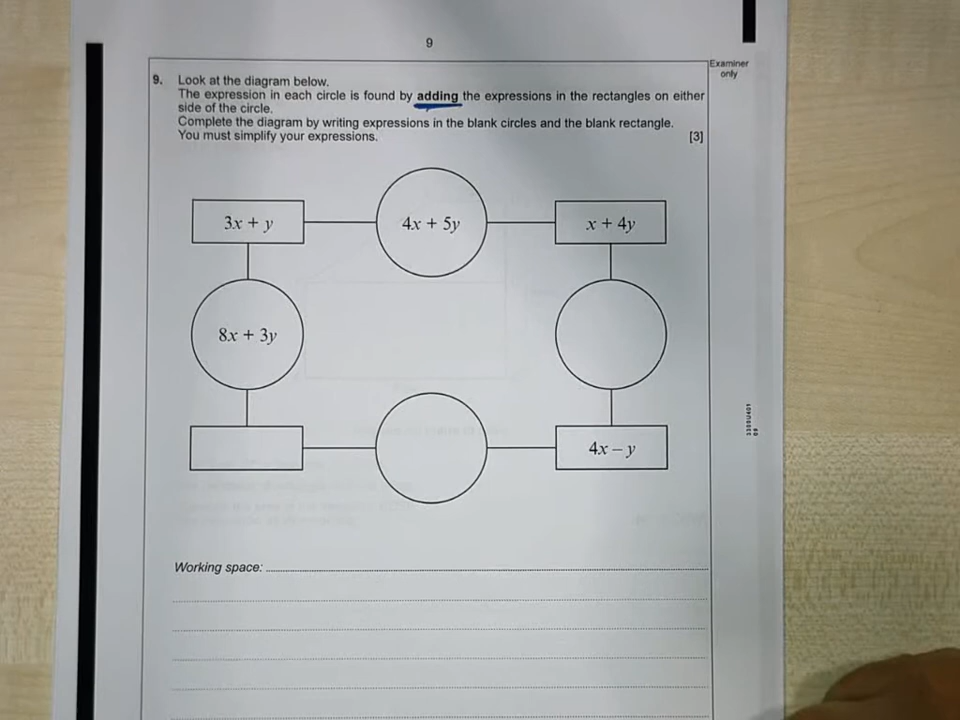 9
Examiner
only
9. Look at the diagram below.
The expression in each circle is found by adding the expressions in the rectangles on either
side of the circle.
Complete the diagram by writing expressions in the blank circles and the blank rectangle.
You must simplify your expressions. [3]
3x + y
4x + 5y
x + 4y
8x + 3y
4x – y
Working space: